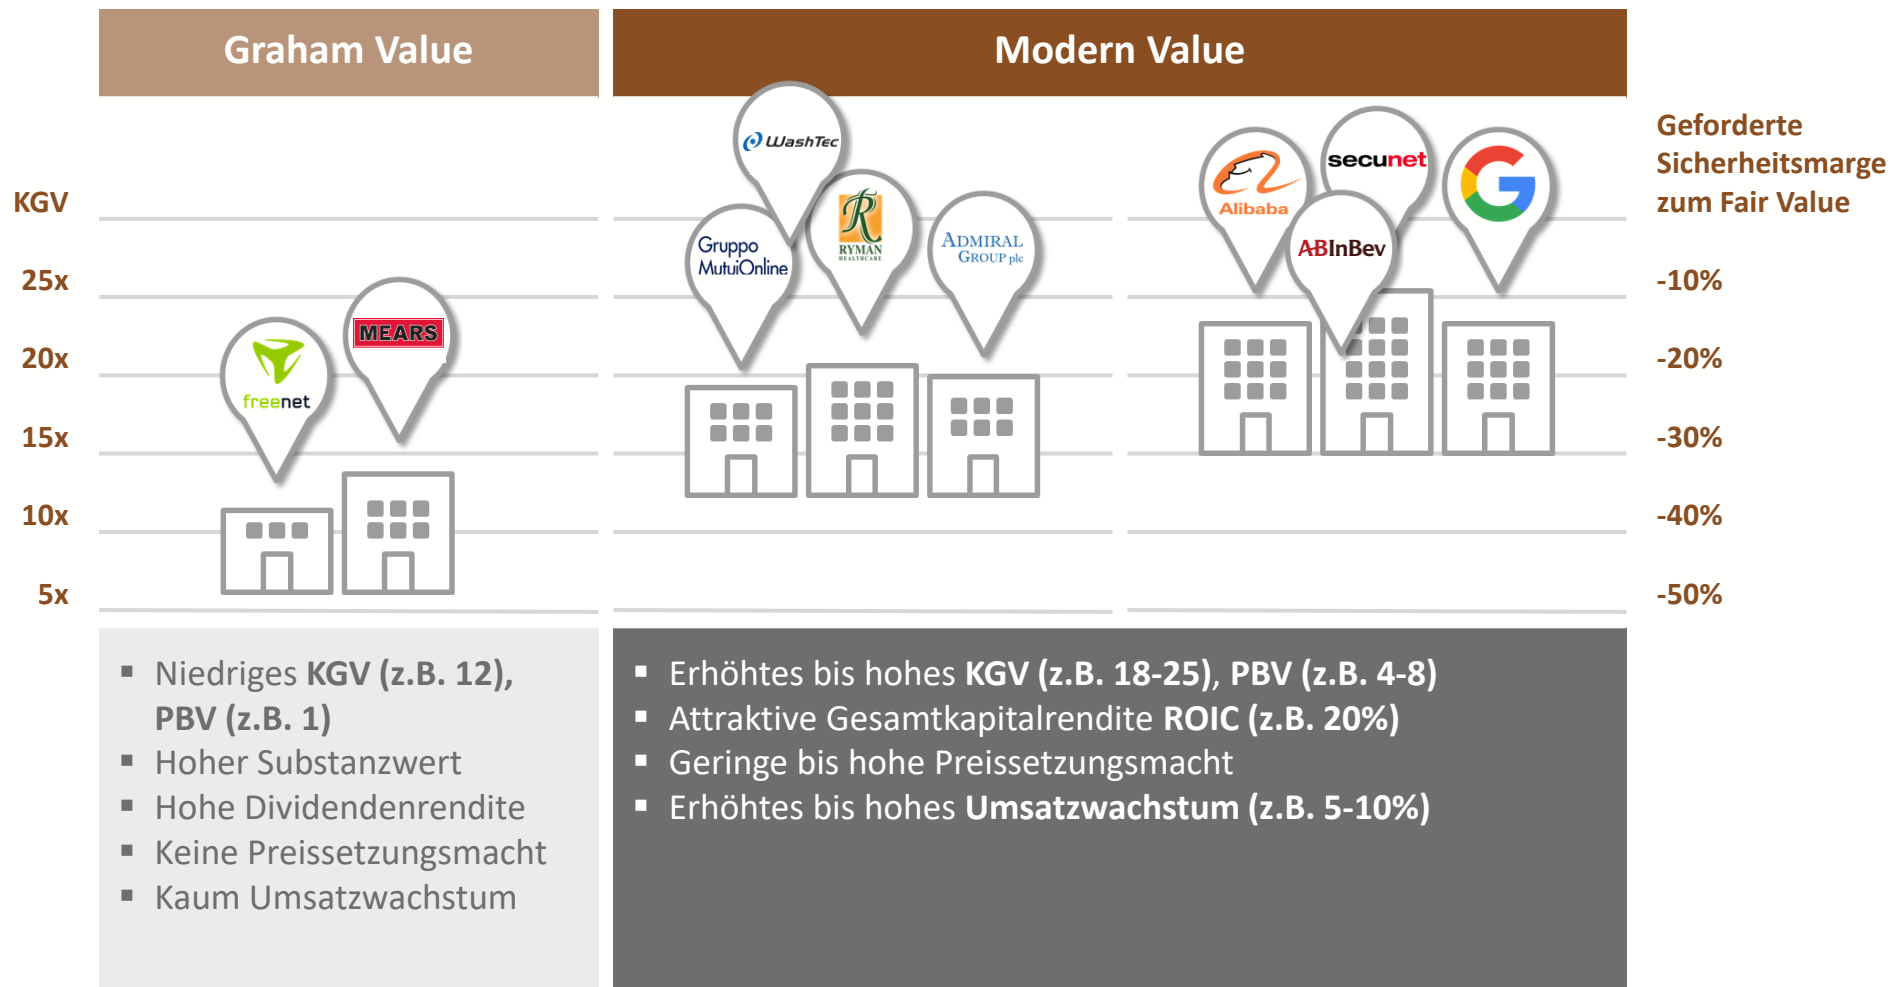 Graham Value
Modern Value
Geforderte
Sicherheitsmarge
zum Fair Value
KGV
25x
20x
15x
10x
5x
-10%
-20%
-30%
-40%
-50%
freenet
MEARS
WashTec
Gruppo
MutuiOnline
RYMAN
HEALTHCARE
ADMIRAL
GROUP plc
Alibaba
secunet
ABInBev
G
▪ Niedriges KGV (z.B. 12),
PBV (z.B. 1)
▪ Hoher Substanzwert
▪ Hohe Dividendenrendite
▪ Keine Preissetzungsmacht
▪ Kaum Umsatzwachstum
▪ Erhöhtes bis hohes KGV (z.B. 18-25), PBV (z.B. 4-8)
▪ Attraktive Gesamtkapitalrendite ROIC (z.B. 20%)
▪ Geringe bis hohe Preissetzungsmacht
▪ Erhöhtes bis hohes Umsatzwachstum (z.B. 5-10%)